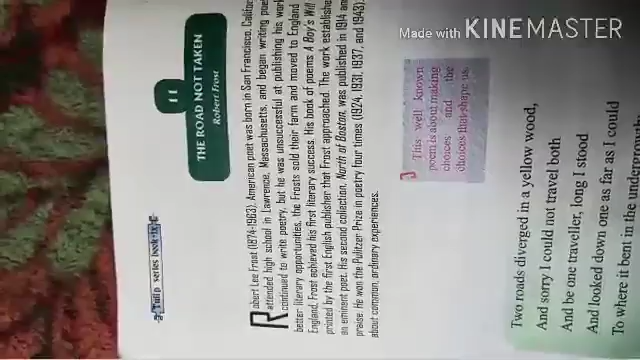 Made with KINEMASTER
Tulip series book-IX
11
THE ROAD NOT TAKEN
Robert Frost
Robert Lee Frost (1874-1963). American poet was born in San Francisco,
attended high school in Lawrence, Massachusetts, and began writing
continued to write poetry, but he was unsuccessful at publishing his
better literary opportunities, the Frosts sold their farm and moved to England
England, Frost achieved his first literary success. His book of poems A Boy's Will
printed by the first English publisher that Frost approached. The work
an eminent poet. His second collection, North of Boston, was published in 1914 and
praise. He won the Pulitzer Prize in poetry four times (1924, 1931, 1937, and 1943)
about common, ordinary experiences.
This well known
poem is about making
choices and the
choices that shape us.
Two roads diverged in a yellow wood,
And sorry I could not travel both
And be one traveller, long I stood
And looked down one as far as I could
To where it bent in the